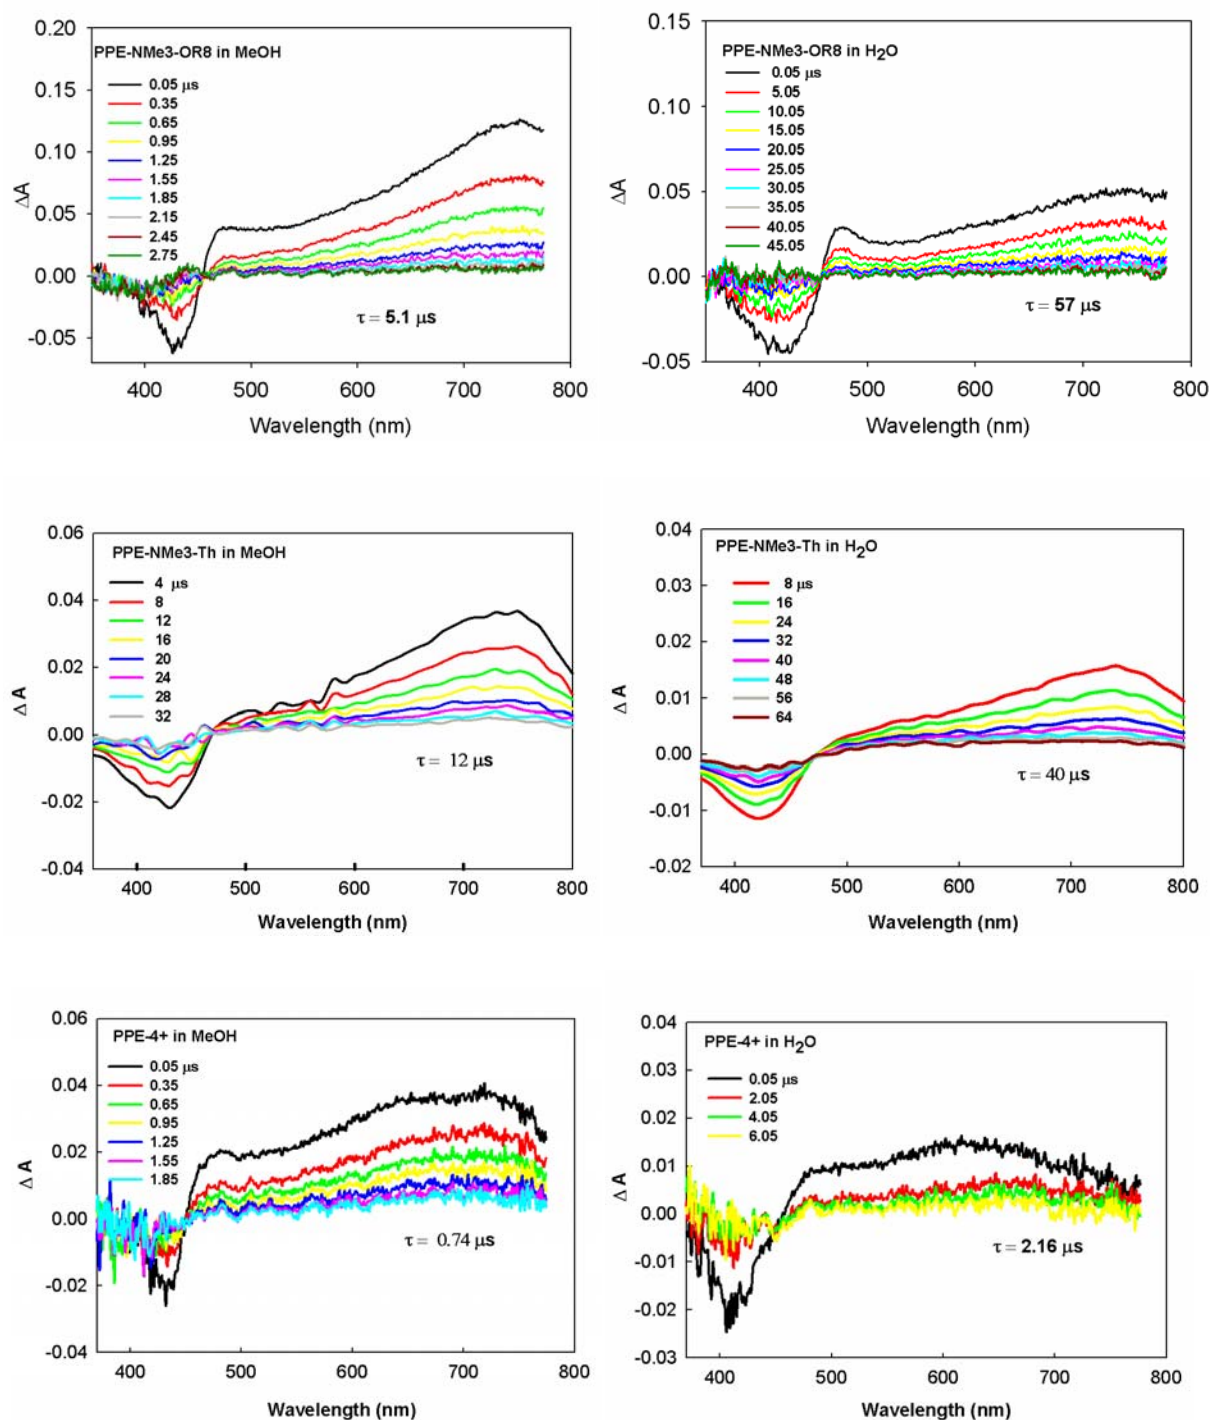 PPE-NMe3-OR8 in MeOH
0.05 μs
0.35
0.65
0.95
1.25
1.55
1.85
2.15
2.45
2.75
τ = 5.1 μs
ΔA
0.20
0.15
0.10
0.05
0.00
-0.05
400 500 600 700 800
Wavelength (nm)
PPE-NMe3-OR8 in H2O
0.05 μs
5.05
10.05
15.05
20.05
25.05
30.05
35.05
40.05
45.05
τ = 57 μs
ΔA
0.15
0.10
0.05
0.00
-0.05
400 500 600 700 800
Wavelength (nm)
PPE-NMe3-Th in MeOH
4 μs
8
12
16
20
24
28
32
τ = 12 μs
Δ A
0.06
0.04
0.02
0.00
-0.02
-0.04
400 500 600 700 800
Wavelength (nm)
PPE-NMe3-Th in H2O
8 μs
16
24
32
40
48
56
64
τ = 40 μs
Δ A
0.04
0.03
0.02
0.01
0.00
-0.01
-0.02
400 500 600 700 800
Wavelength (nm)
PPE-4+ in MeOH
0.05 μs
0.35
0.65
0.95
1.25
1.55
1.85
τ = 0.74 μs
Δ A
0.06
0.04
0.02
0.00
-0.02
-0.04
400 500 600 700 800
Wavelength (nm)
PPE-4+ in H2O
0.05 μs
2.05
4.05
6.05
τ = 2.16 μs
Δ A
0.04
0.03
0.02
0.01
0.00
-0.01
-0.02
-0.03
400 500 600 700 800
Wavelength (nm)